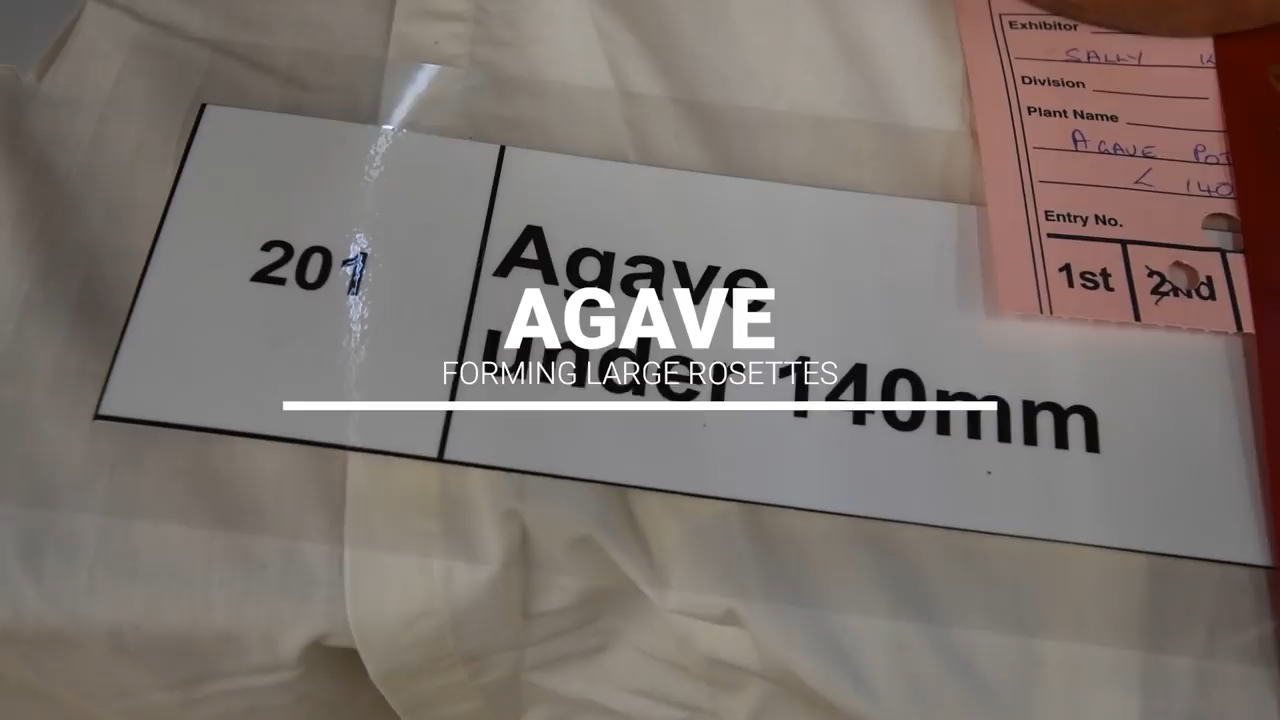 Exhibitor
SALLY
Division
Plant Name
AGAVE
< 140
Entry No.
1st 2nd
201
Agave
under 140mm
AGAVE
FORMING LARGE ROSETTES